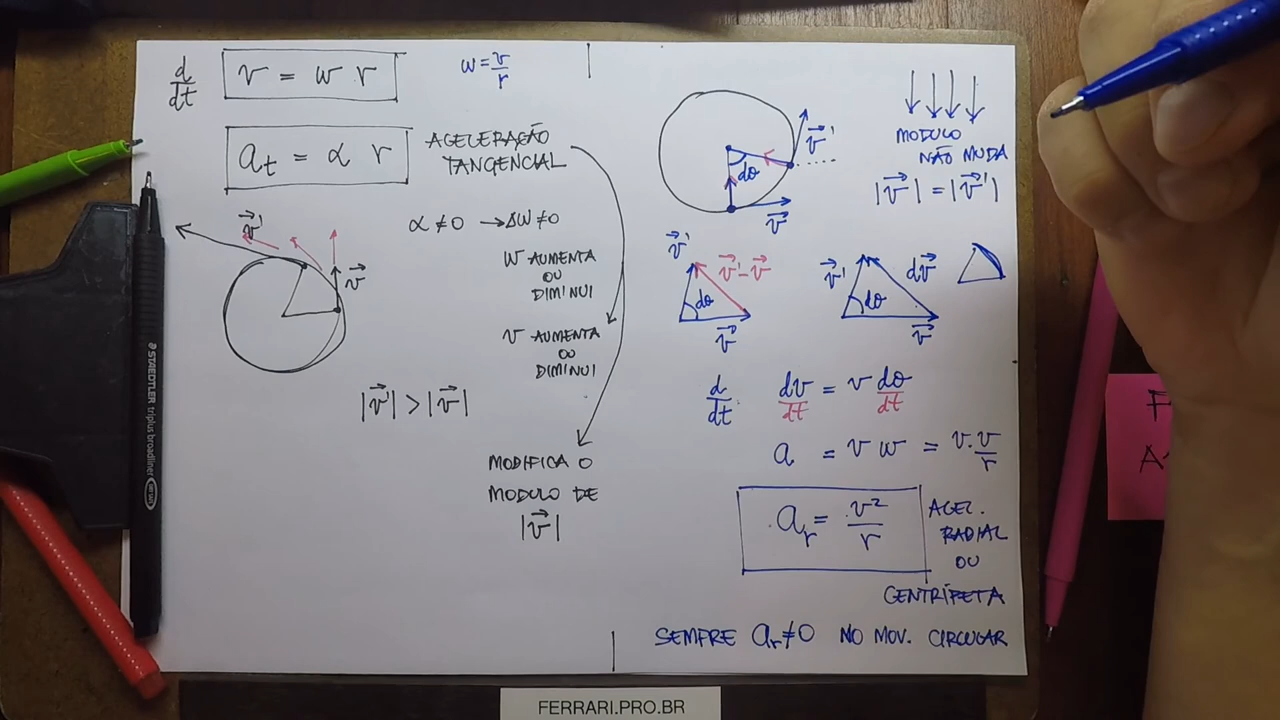 d/dt v = w r
w = v/r
a_t = α r
ACELERAÇÃO
TANGENCIAL
α ≠ 0 → Δw ≠ 0
w AUMENTA
OU
DIMINUI
v AUMENTA
OU
DIMINUI
v⃗'
v⃗
|v⃗'| > |v⃗|
MODIFICA O
MODULO DE
|v⃗|
v⃗'
dθ
v⃗
MODULO
NÃO MUDA
|v⃗| = |v⃗'|
v⃗'
v⃗'-v⃗
dθ
v⃗
v⃗'
dv⃗
dθ
v⃗
d/dt dv/dt = v dθ/dt
a = v w = v.v/r
a_r = v²/r
ACEL.
RADIAL
OU
CENTRÍPETA
SEMPRE a_r ≠ 0 NO MOV. CIRCULAR
STAEDTLER triplus broadliner
FERRARI.PRO.BR